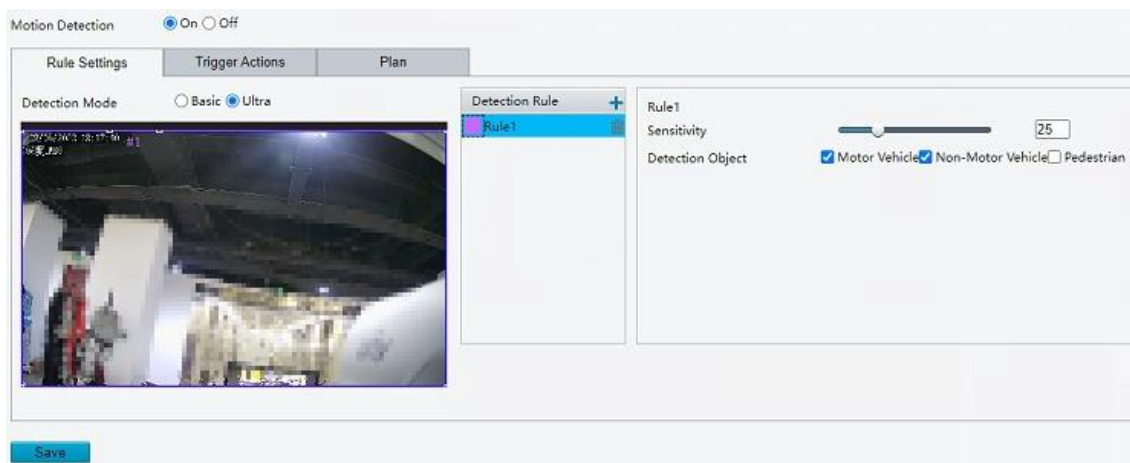 Motion Detection On Off
Rule Settings Trigger Actions Plan
Detection Mode Basic Ultra
Detection Rule
Rule1
Rule1
Sensitivity 25
Detection Object Motor Vehicle Non-Motor Vehicle Pedestrian
#1
Save